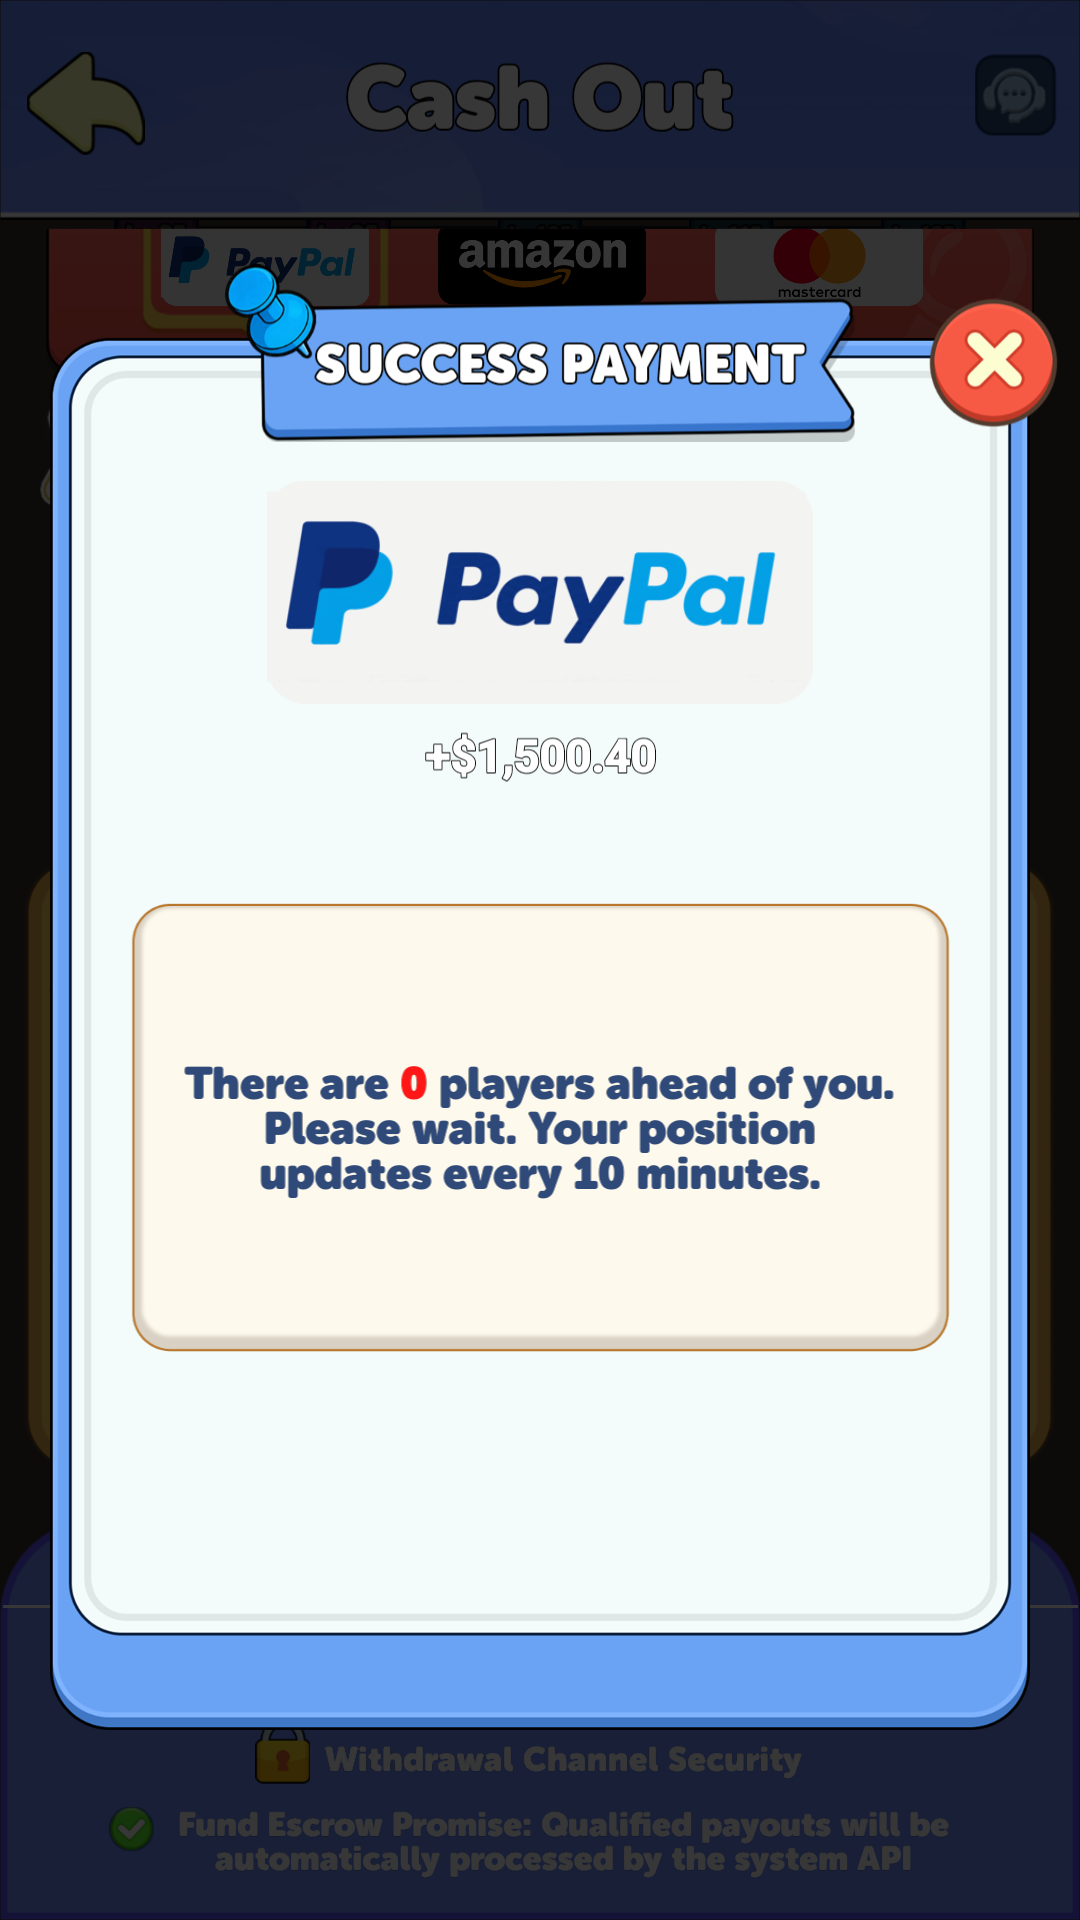 Cash Out
PayPal
amazon
mastercard
SUCCESS PAYMENT
PayPal
+$1,500.40
There are 0 players ahead of you.
Please wait. Your position
updates every 10 minutes.
Withdrawal Channel Security
Fund Escrow Promise: Qualified payouts will be
automatically processed by the system API